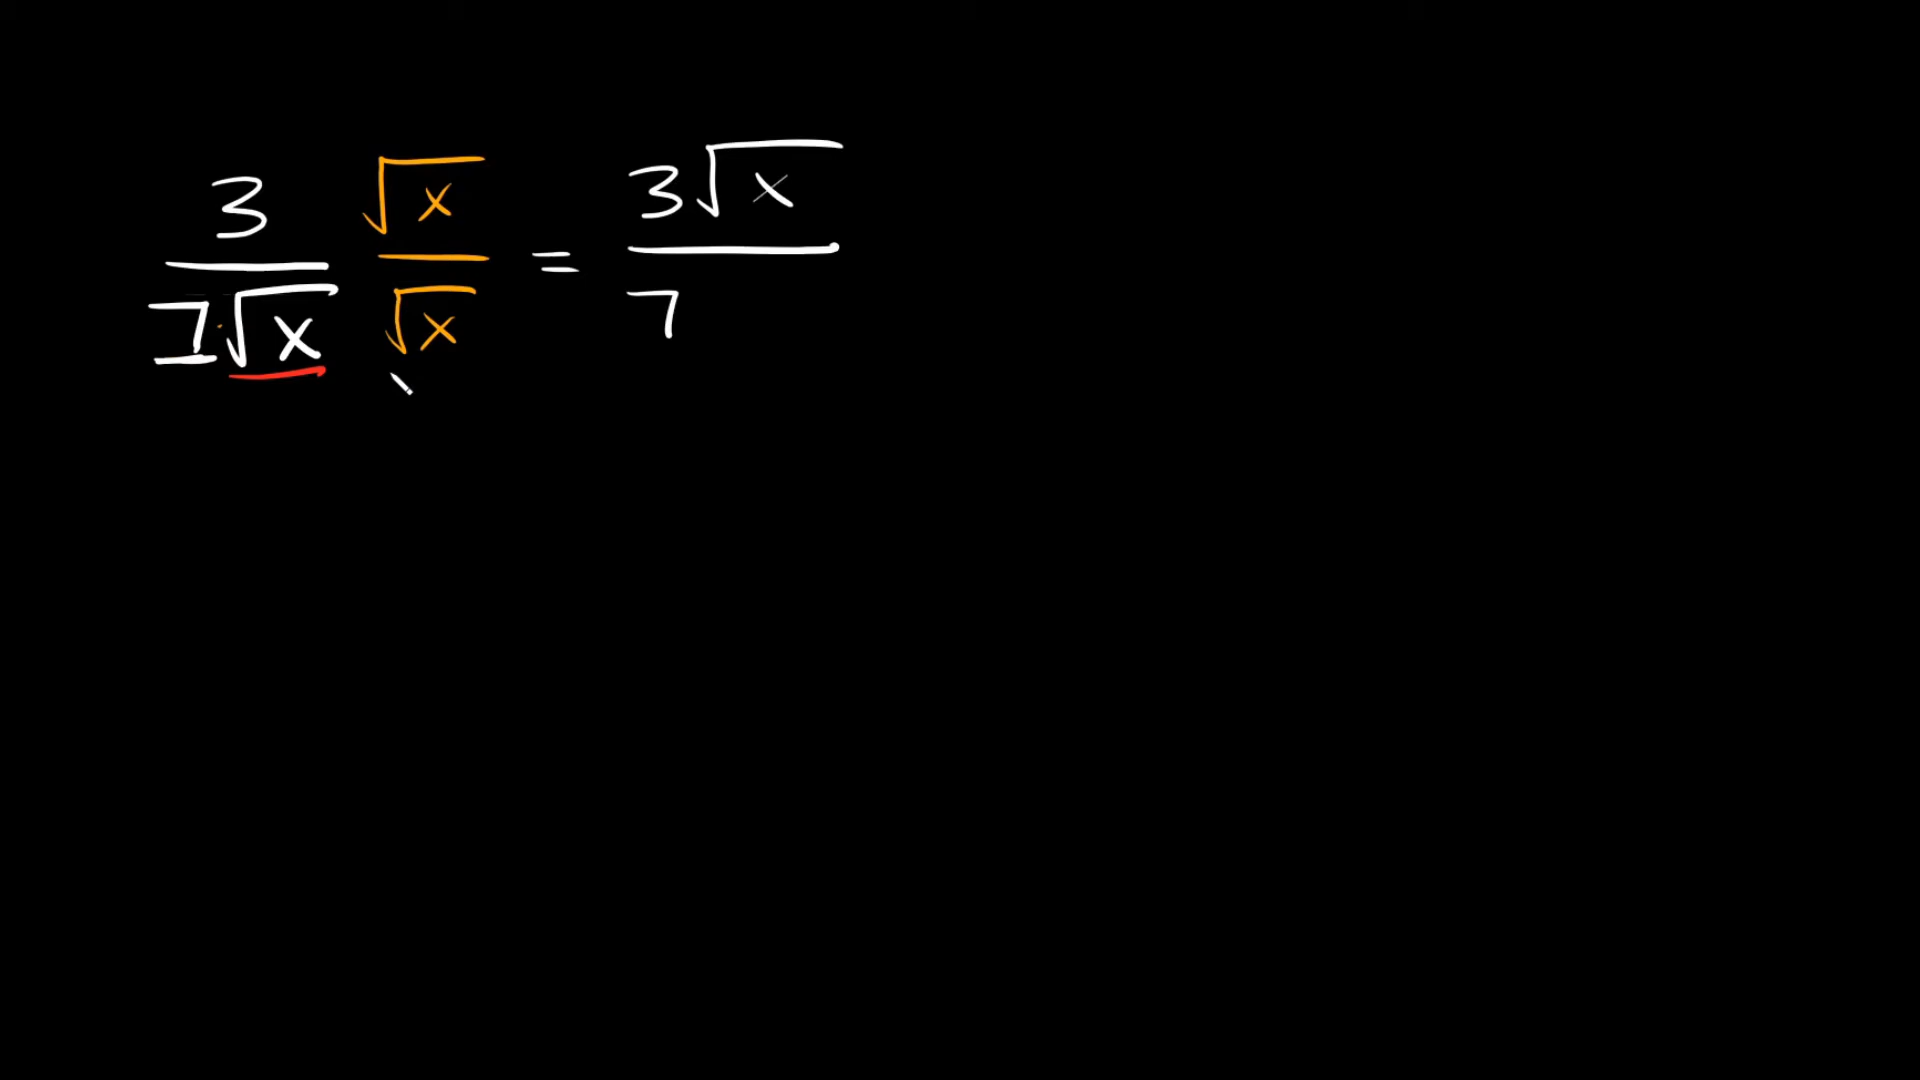 3/(7·√x) √x/√x = 3√x/7